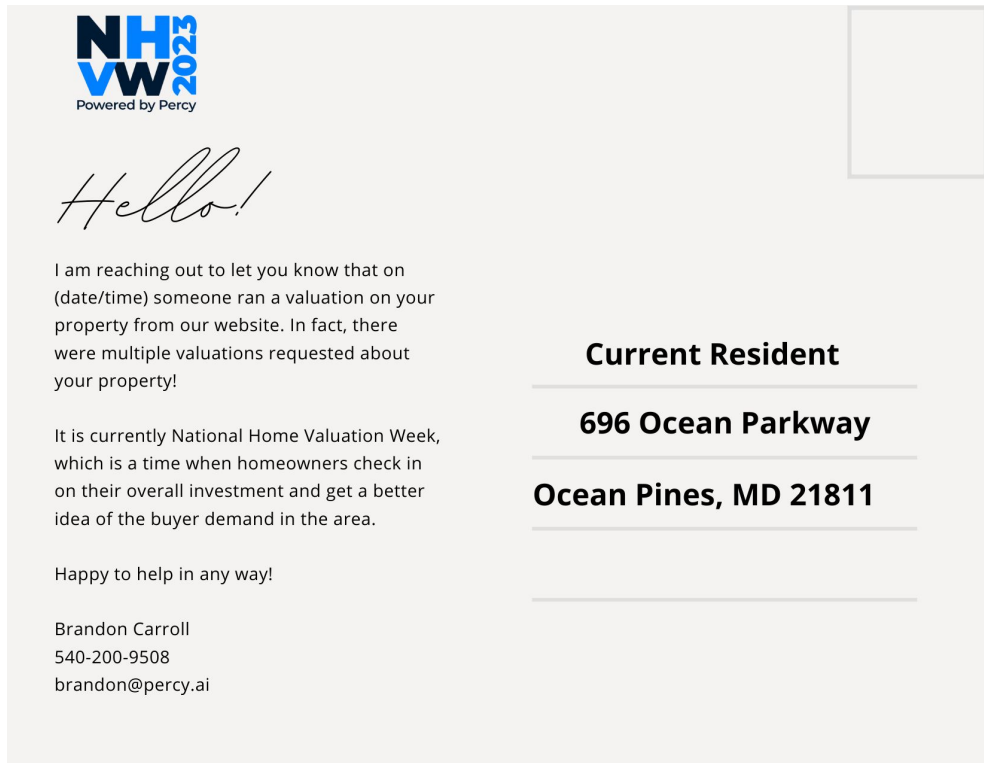 NH
VW
2023
Powered by Percy
Hello!
I am reaching out to let you know that on
(date/time) someone ran a valuation on your
property from our website. In fact, there
were multiple valuations requested about
your property!
It is currently National Home Valuation Week,
which is a time when homeowners check in
on their overall investment and get a better
idea of the buyer demand in the area.
Happy to help in any way!
Brandon Carroll
540-200-9508
brandon@percy.ai
Current Resident
696 Ocean Parkway
Ocean Pines, MD 21811